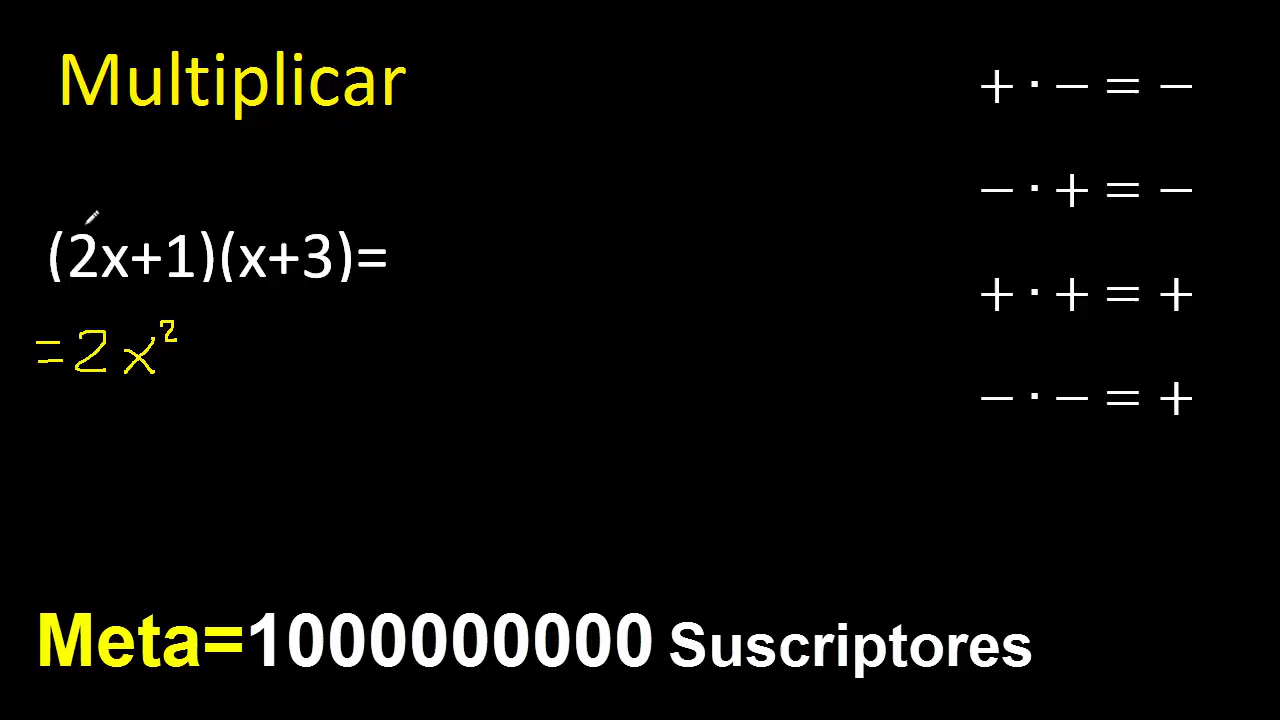 Multiplicar
(2x+1)(x+3)=
=2x²
+·−=−
−·+=−
+·+=+
−·−=+
Meta=1000000000 Suscriptores